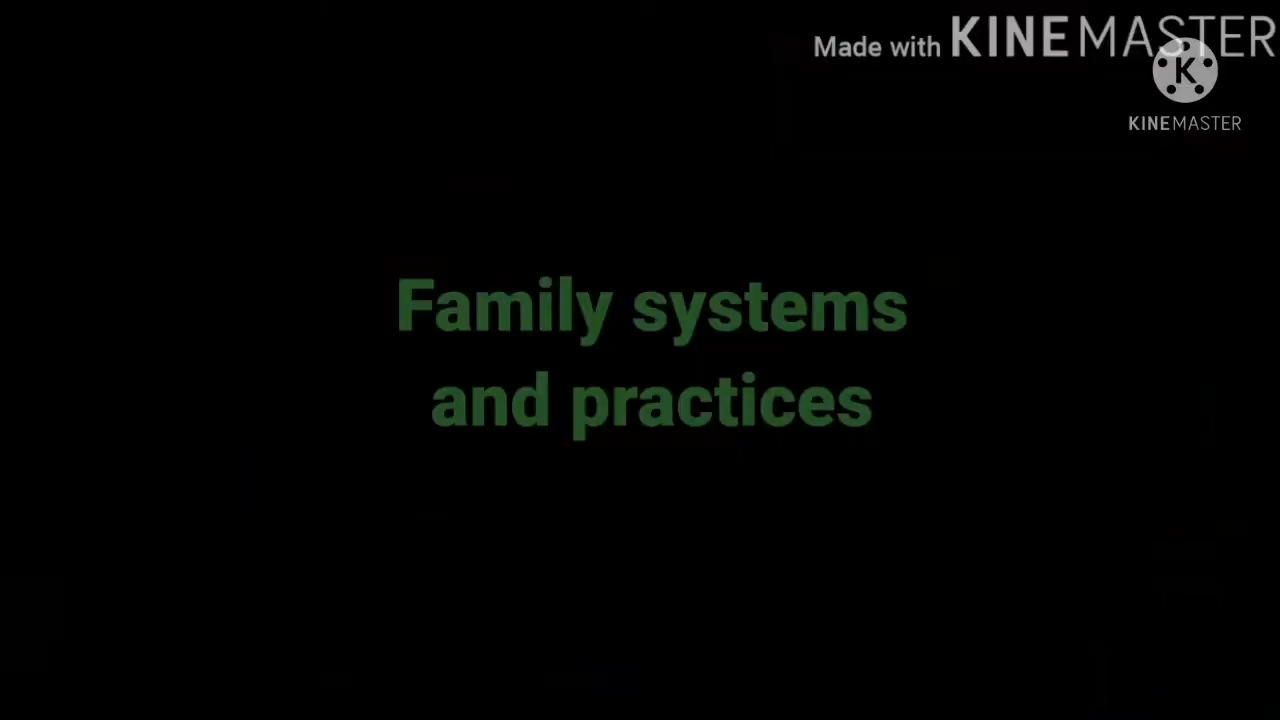 Made with KINEMASTER
K
KINEMASTER
Family systems
and practices